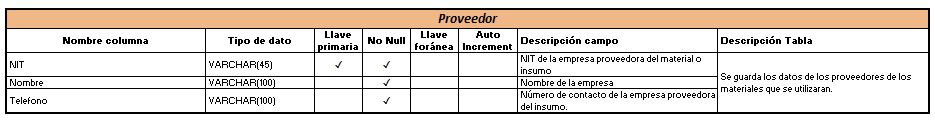 Proveedor
Nombre columna Tipo de dato Llave primaria No Null Llave foránea Auto Increment Descripción campo Descripción Tabla
NIT VARCHAR(45) ✓ ✓ NIT de la empresa proveedora del material o insumo
Nombre VARCHAR(100) ✓ Nombre de la empresa
Telefono VARCHAR(100) ✓ Número de contacto de la empresa proveedora del insumo.
Se guarda los datos de los proveedores de los materiales que se utilizaran.